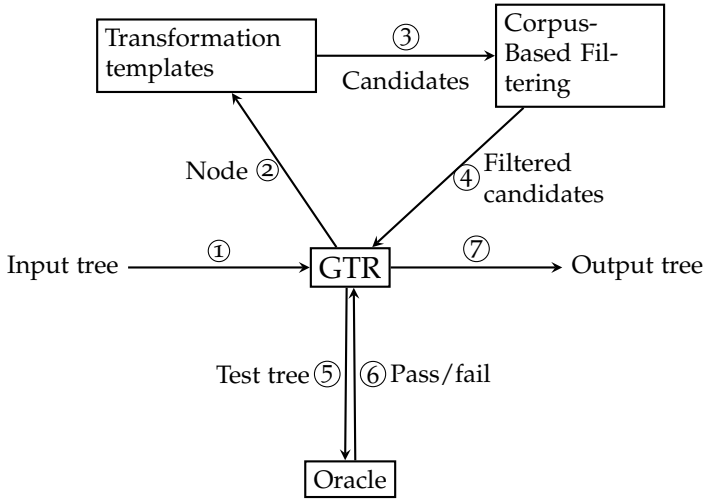 Transformation
templates
③
Candidates
Corpus-
Based Fil-
tering
Node ②
④ Filtered
candidates
Input tree
①
GTR
⑦
Output tree
Test tree ⑤
⑥ Pass/fail
Oracle